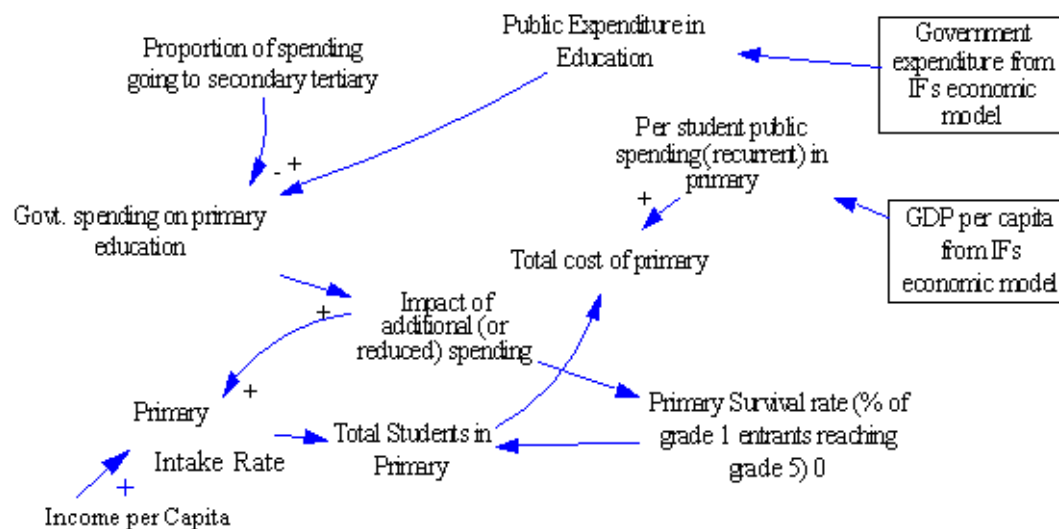 Proportion of spending
going to secondary tertiary
Public Expenditure in
Education
Government
expenditure from
IFs economic
model
Per student public
spending(recurrent) in
primary
- +
+
Govt. spending on primary
education
GDP per capita
from IFs
economic model
Total cost of primary
Impact of
additional (or
reduced) spending
+
+
Primary
Intake Rate
Total Students in
Primary
Primary Survival rate (% of
grade 1 entrants reaching
grade 5) 0
+
Income per Capita